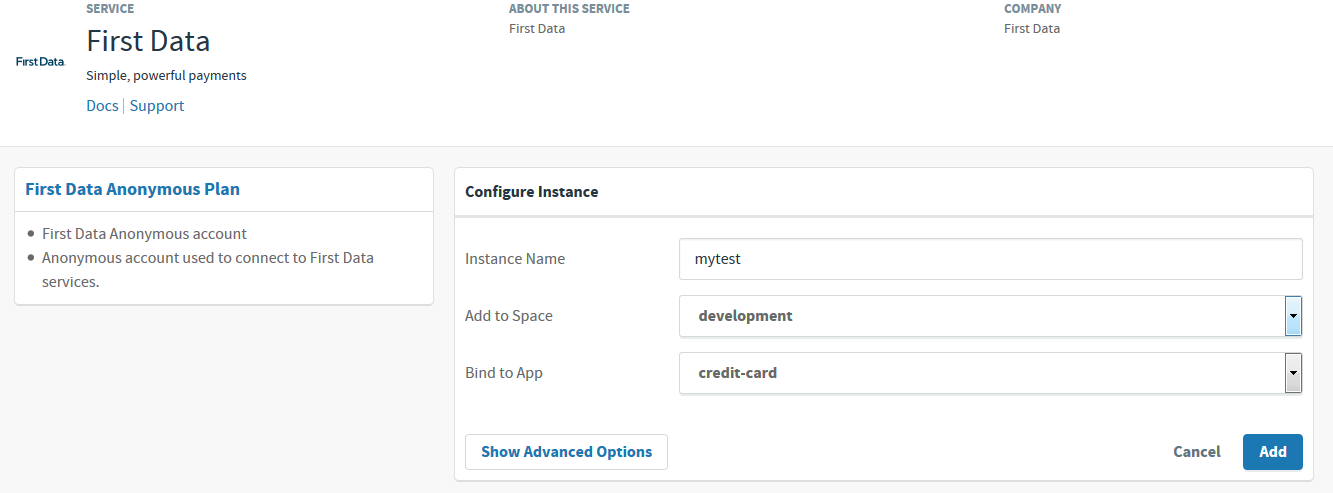 SERVICE
First Data
First Data.
Simple, powerful payments
Docs | Support
ABOUT THIS SERVICE
First Data
COMPANY
First Data
First Data Anonymous Plan
First Data Anonymous account
Anonymous account used to connect to First Data
services.
Configure Instance
Instance Name
mytest
Add to Space
development
Bind to App
credit-card
Show Advanced Options
Cancel
Add